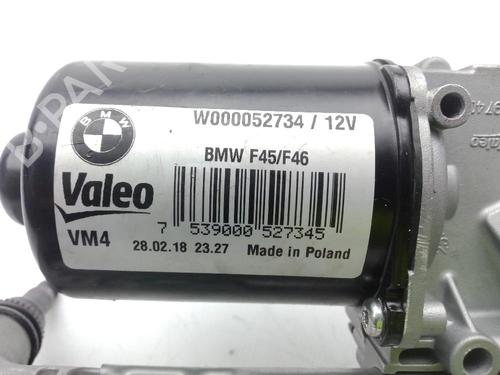 BMW
W000052734 / 12V
BMW F45/F46
Valeo
7 539000 527345
VM4
28.02.18 23.27 Made in Poland
Valeo